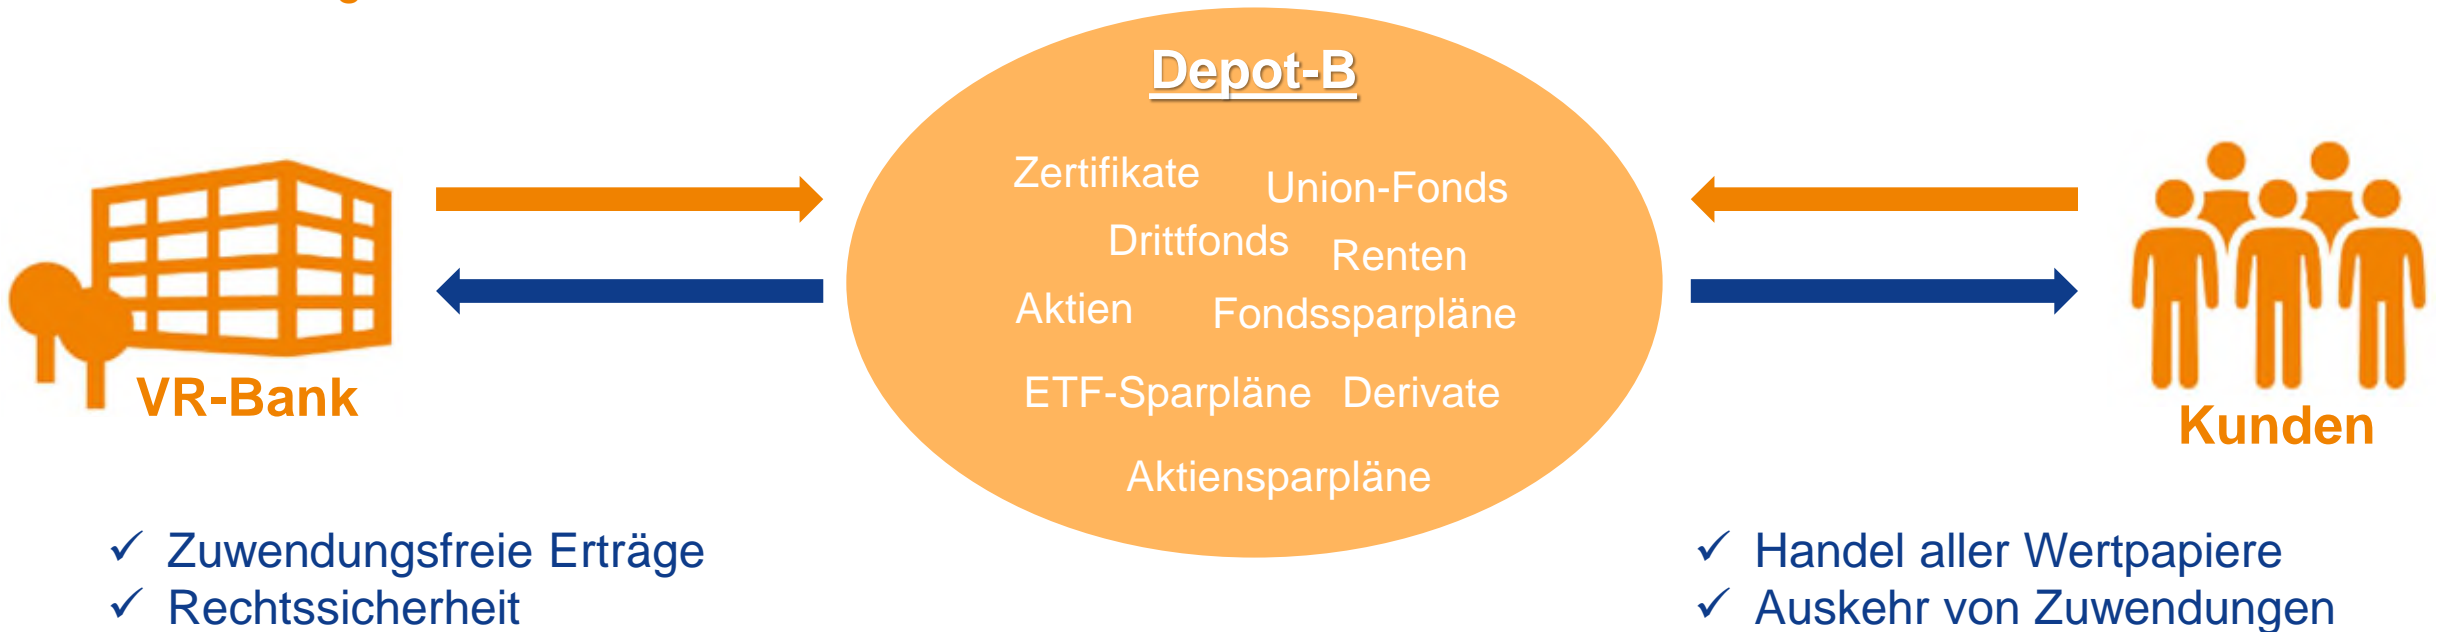 Depot-B
Zertifikate
Union-Fonds
Drittfonds
Renten
Aktien
Fondssparpläne
ETF-Sparpläne
Derivate
Aktiensparpläne
VR-Bank
Kunden
✓ Zuwendungsfreie Erträge
✓ Rechtssicherheit
✓ Handel aller Wertpapiere
✓ Auskehr von Zuwendungen